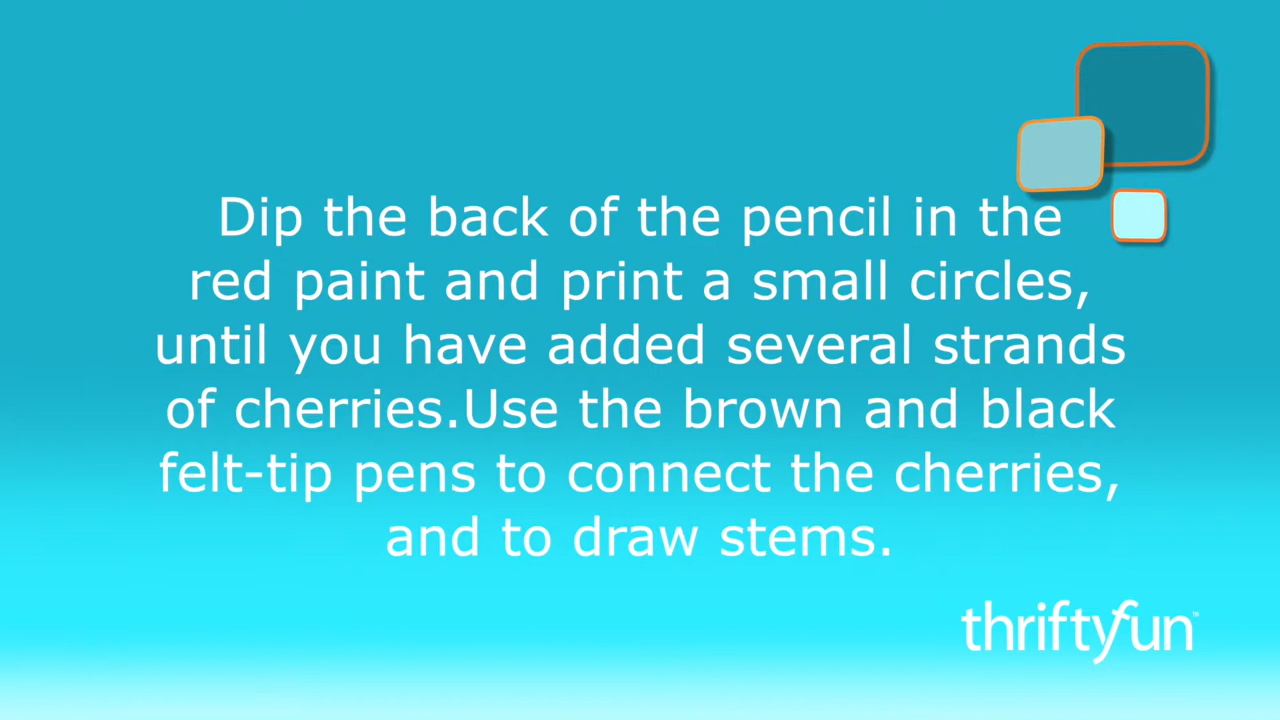 Dip the back of the pencil in the
red paint and print a small circles,
until you have added several strands
of cherries.Use the brown and black
felt-tip pens to connect the cherries,
and to draw stems.
thriftyfun™